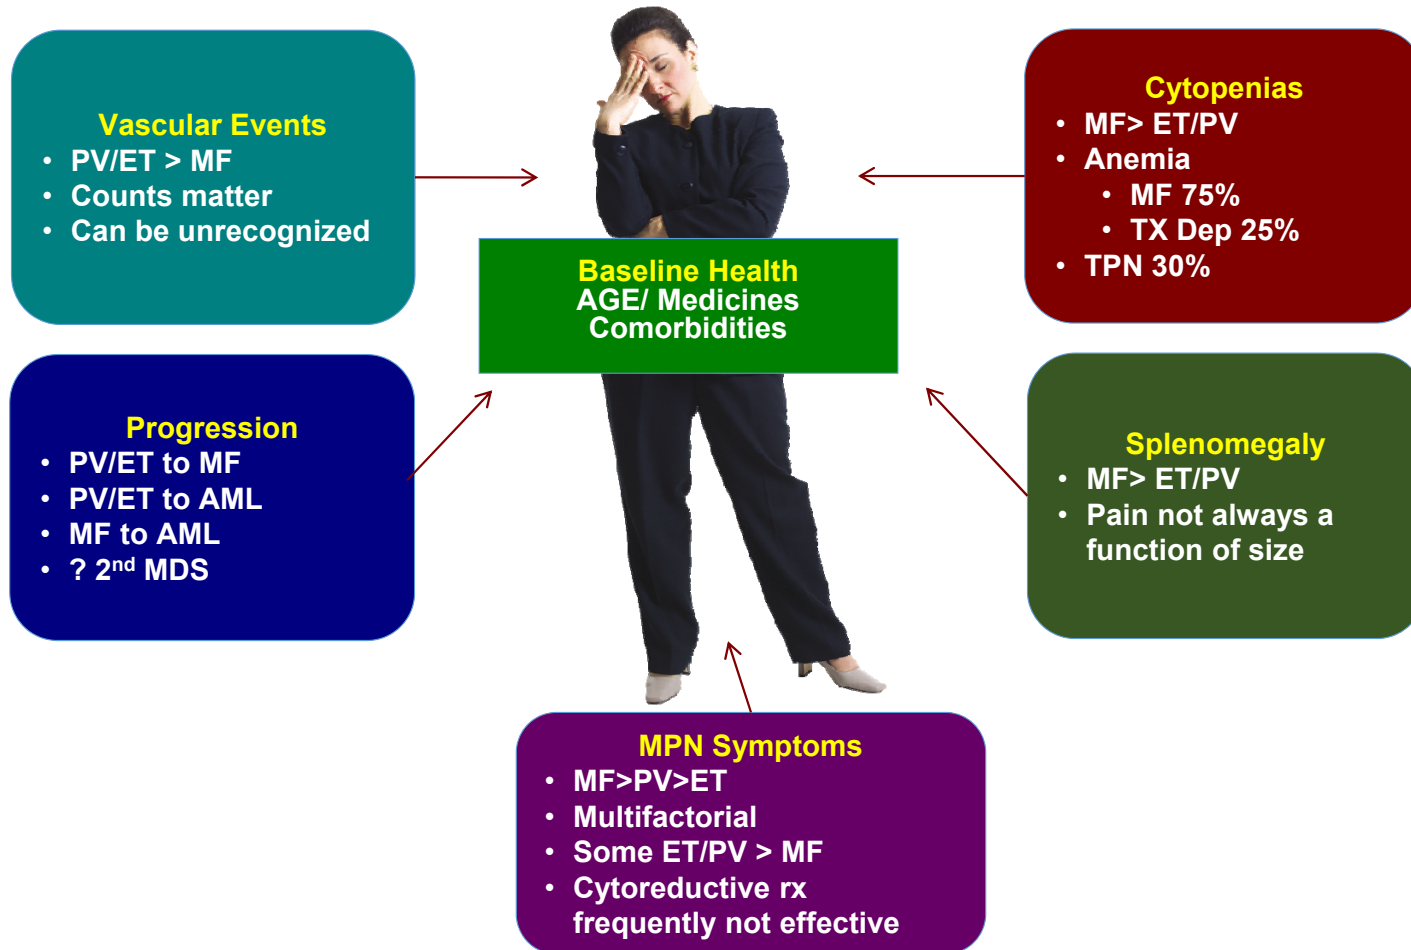 Vascular Events
• PV/ET > MF
• Counts matter
• Can be unrecognized
Progression
• PV/ET to MF
• PV/ET to AML
• MF to AML
• ? 2nd MDS
Baseline Health
AGE/ Medicines
Comorbidities
Cytopenias
• MF> ET/PV
• Anemia
• MF 75%
• TX Dep 25%
• TPN 30%
Splenomegaly
• MF> ET/PV
• Pain not always a
function of size
MPN Symptoms
• MF>PV>ET
• Multifactorial
• Some ET/PV > MF
• Cytoreductive rx
frequently not effective